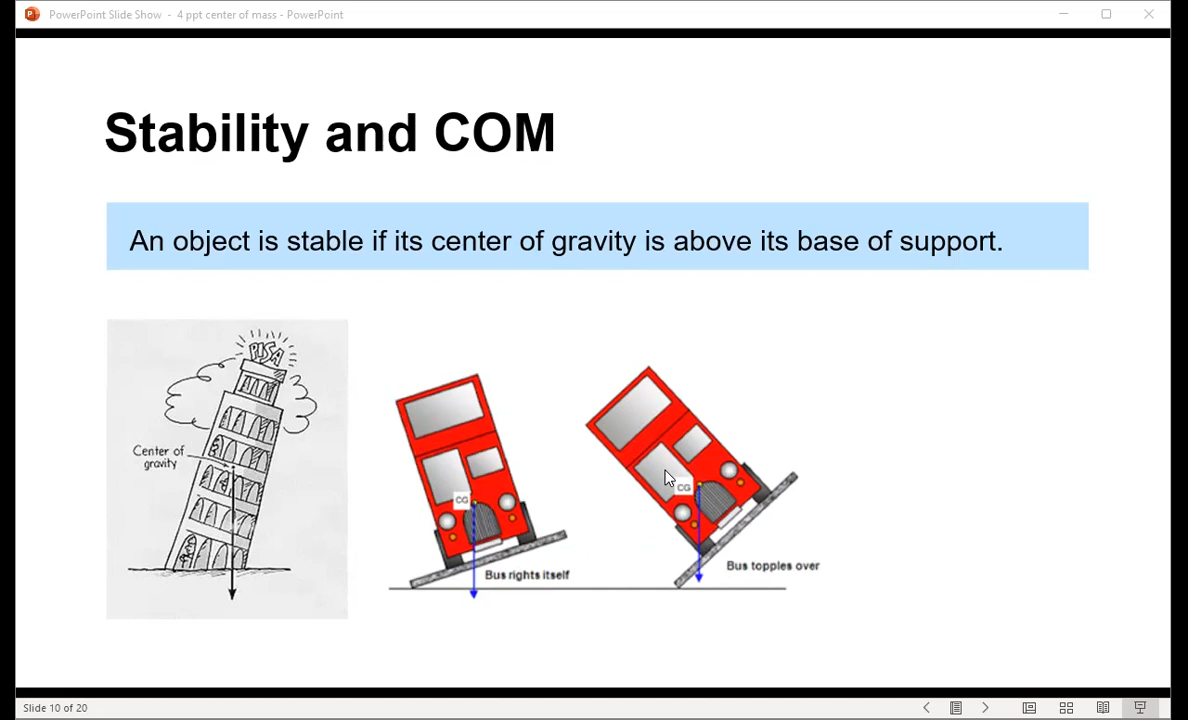 PowerPoint Slide Show - 4 ppt center of mass - PowerPoint
Stability and COM
An object is stable if its center of gravity is above its base of support.
PISA
Center of
gravity
CG
Bus rights itself
CG
Bus topples over
Slide 10 of 20